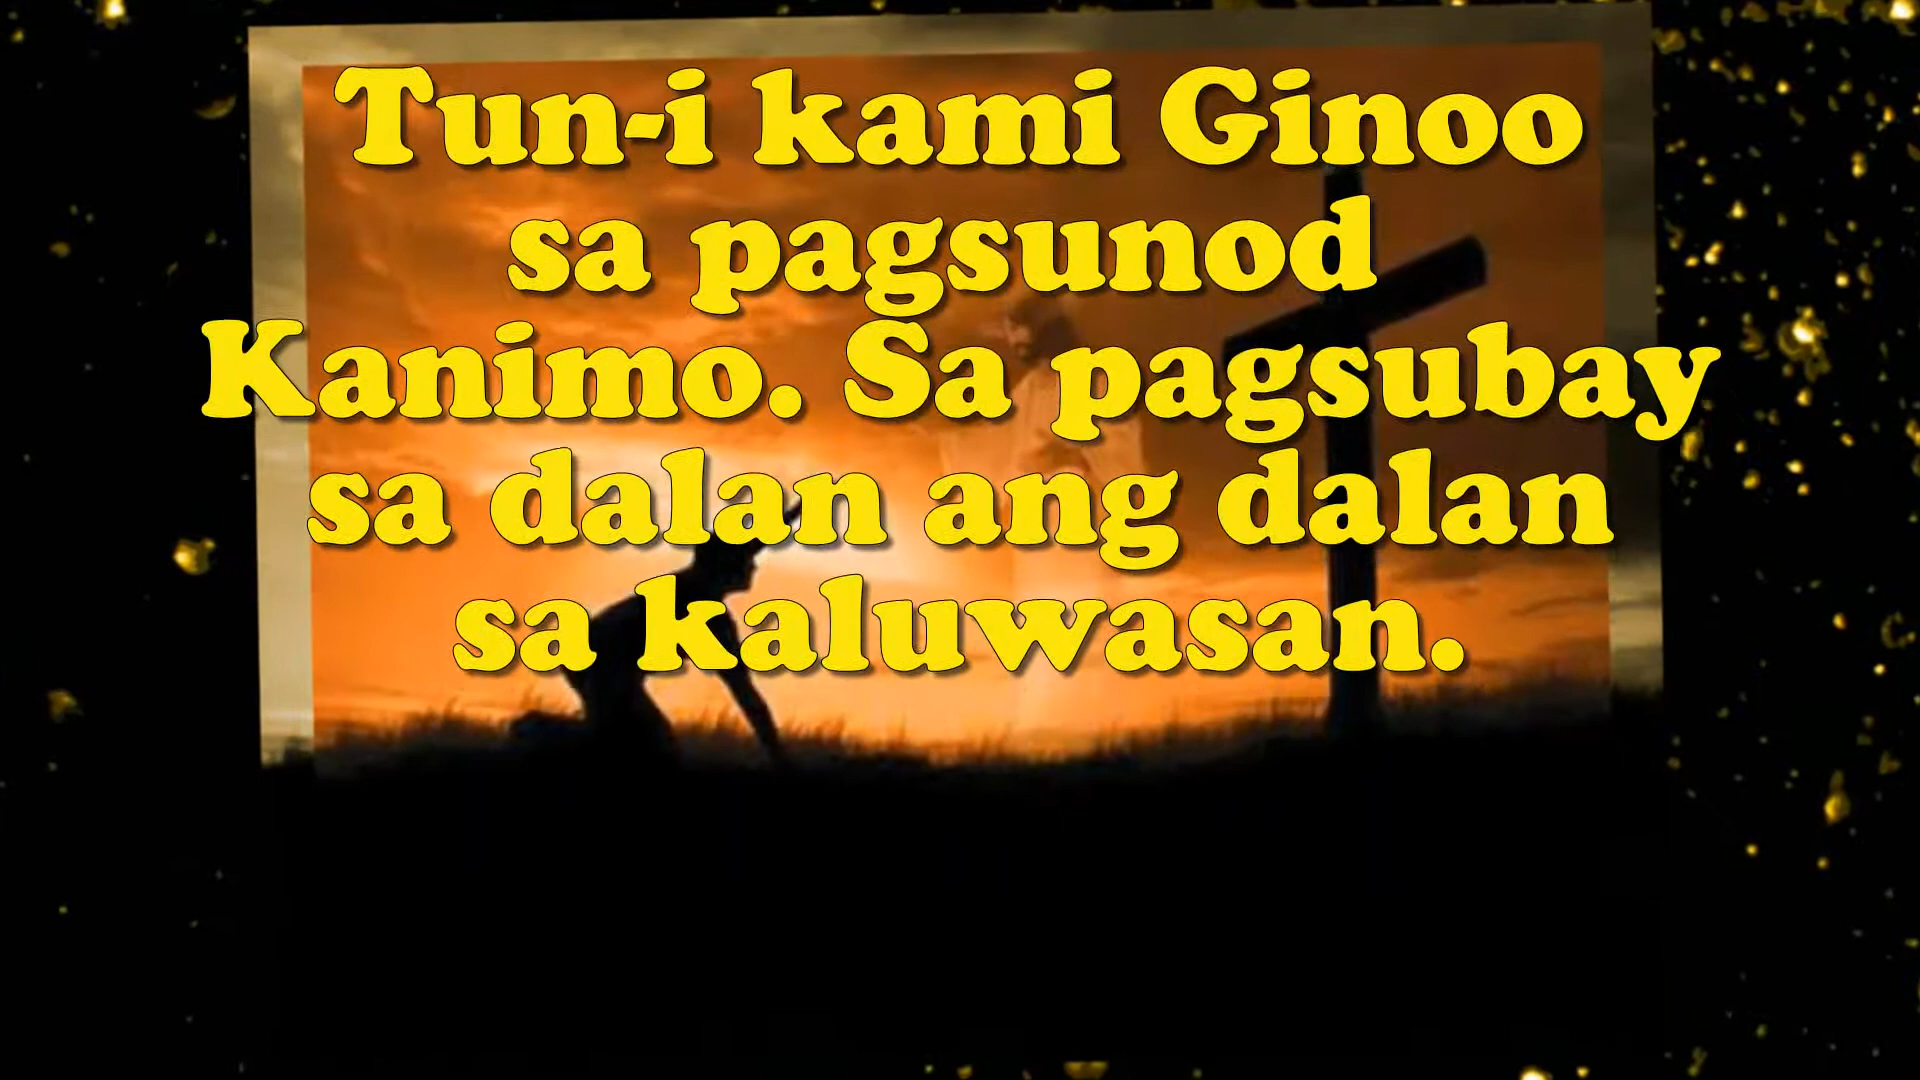 Tun-i kami Ginoo
sa pagsunod
Kanimo. Sa pagsubay
sa dalan ang dalan
sa kaluwasan.